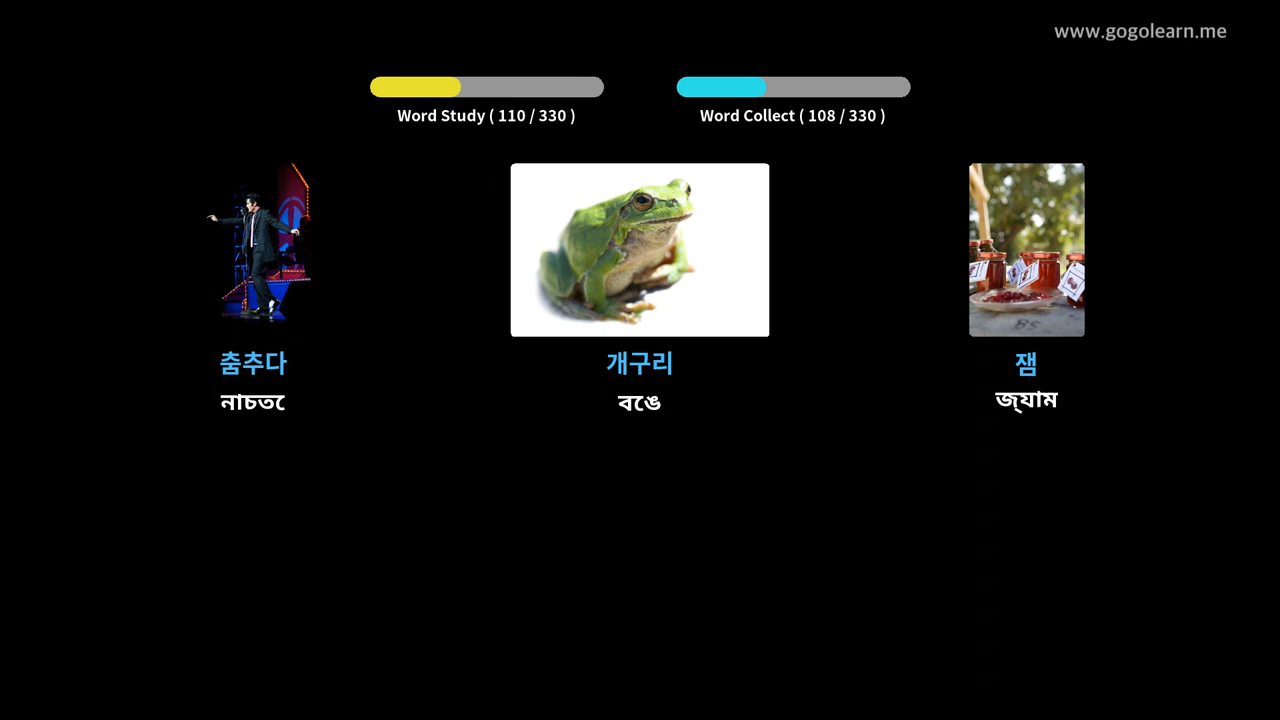 www.gogolearn.me
Word Study ( 110 / 330 ) Word Collect ( 108 / 330 )
춤추다 개구리 잼
নাচতে বেঙ জ্যাম